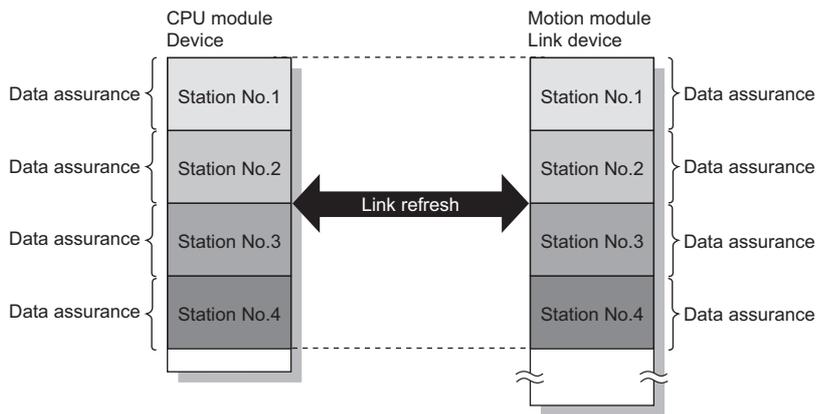 CPU module
Device
Motion module
Link device
Data assurance
Station No.1
Station No.1
Data assurance
Data assurance
Station No.2
Station No.2
Data assurance
Link refresh
Data assurance
Station No.3
Station No.3
Data assurance
Data assurance
Station No.4
Station No.4
Data assurance